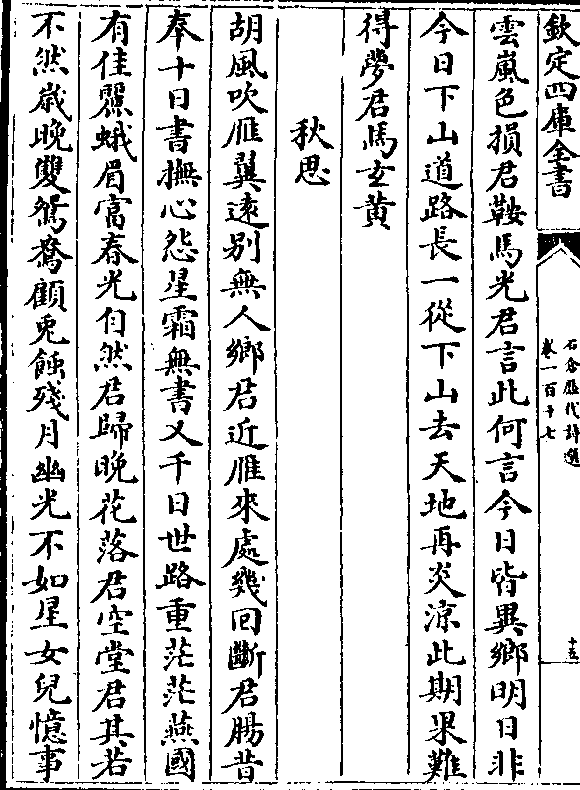 欽定四庫全書
石倉歷代詩選
卷一百十七
十五
雲嵐色損君鞍馬光君言此何言今日皆異鄉明日非
今日下山道路長一從下山去天地再炎涼此期果難
得夢君馬玄黃
秋思
胡風吹雁翼遠別無人鄉君近雁來處幾回斷君腸昔
奉十日書撫心怨星霜無書又千日世路重茫茫燕國
有佳麗蛾眉富春光自然君歸晚花落君空堂君其若
不然歲晚雙鴛鴦顧兎蝕殘月幽光不如星女兒憶事